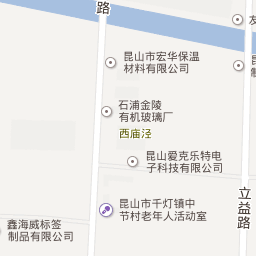 路
友
昆山市宏华保温
材料有限公司
昆
石浦金陵
有机玻璃厂
西庙泾
昆山爱克乐特电
子科技有限公司
立益路
昆山市千灯镇中
节村老年人活动室
鑫海威标签
制品有限公司